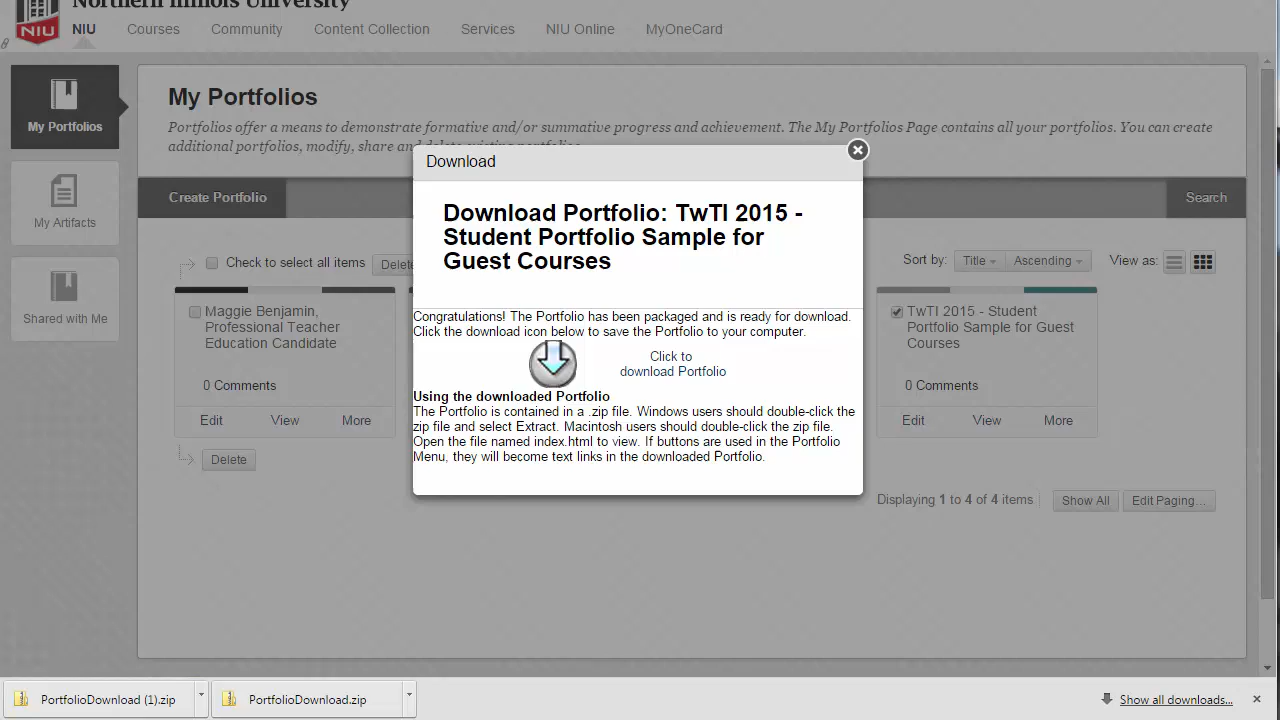 Northern Illinois University
NIU
NIU Courses Community Content Collection Services NIU Online MyOneCard
My Portfolios
My Artifacts
Shared with Me
My Portfolios
Portfolios offer a means to demonstrate formative and/or summative progress and achievement. The My Portfolios Page contains all your portfolios. You can create
additional portfolios, modify, share and delete existing portfolios.
Create Portfolio
Search
Check to select all items
Delete
Sort by: Title Ascending View as:
Maggie Benjamin,
Professional Teacher
Education Candidate
0 Comments
Edit View More
Delete
Download
Download Portfolio: TwTI 2015 -
Student Portfolio Sample for
Guest Courses
Congratulations! The Portfolio has been packaged and is ready for download.
Click the download icon below to save the Portfolio to your computer.
Click to
download Portfolio
Using the downloaded Portfolio
The Portfolio is contained in a .zip file. Windows users should double-click the
zip file and select Extract. Macintosh users should double-click the zip file.
Open the file named index.html to view. If buttons are used in the Portfolio
Menu, they will become text links in the downloaded Portfolio.
TwTI 2015 - Student
Portfolio Sample for Guest
Courses
0 Comments
Edit View More
Displaying 1 to 4 of 4 items Show All Edit Paging...
PortfolioDownload (1).zip PortfolioDownload.zip Show all downloads...